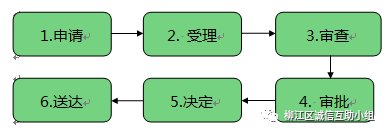 1.申请
2. 受理
3.审查
4. 审批
5.决定
6.送达
柳江区诚信互助小组